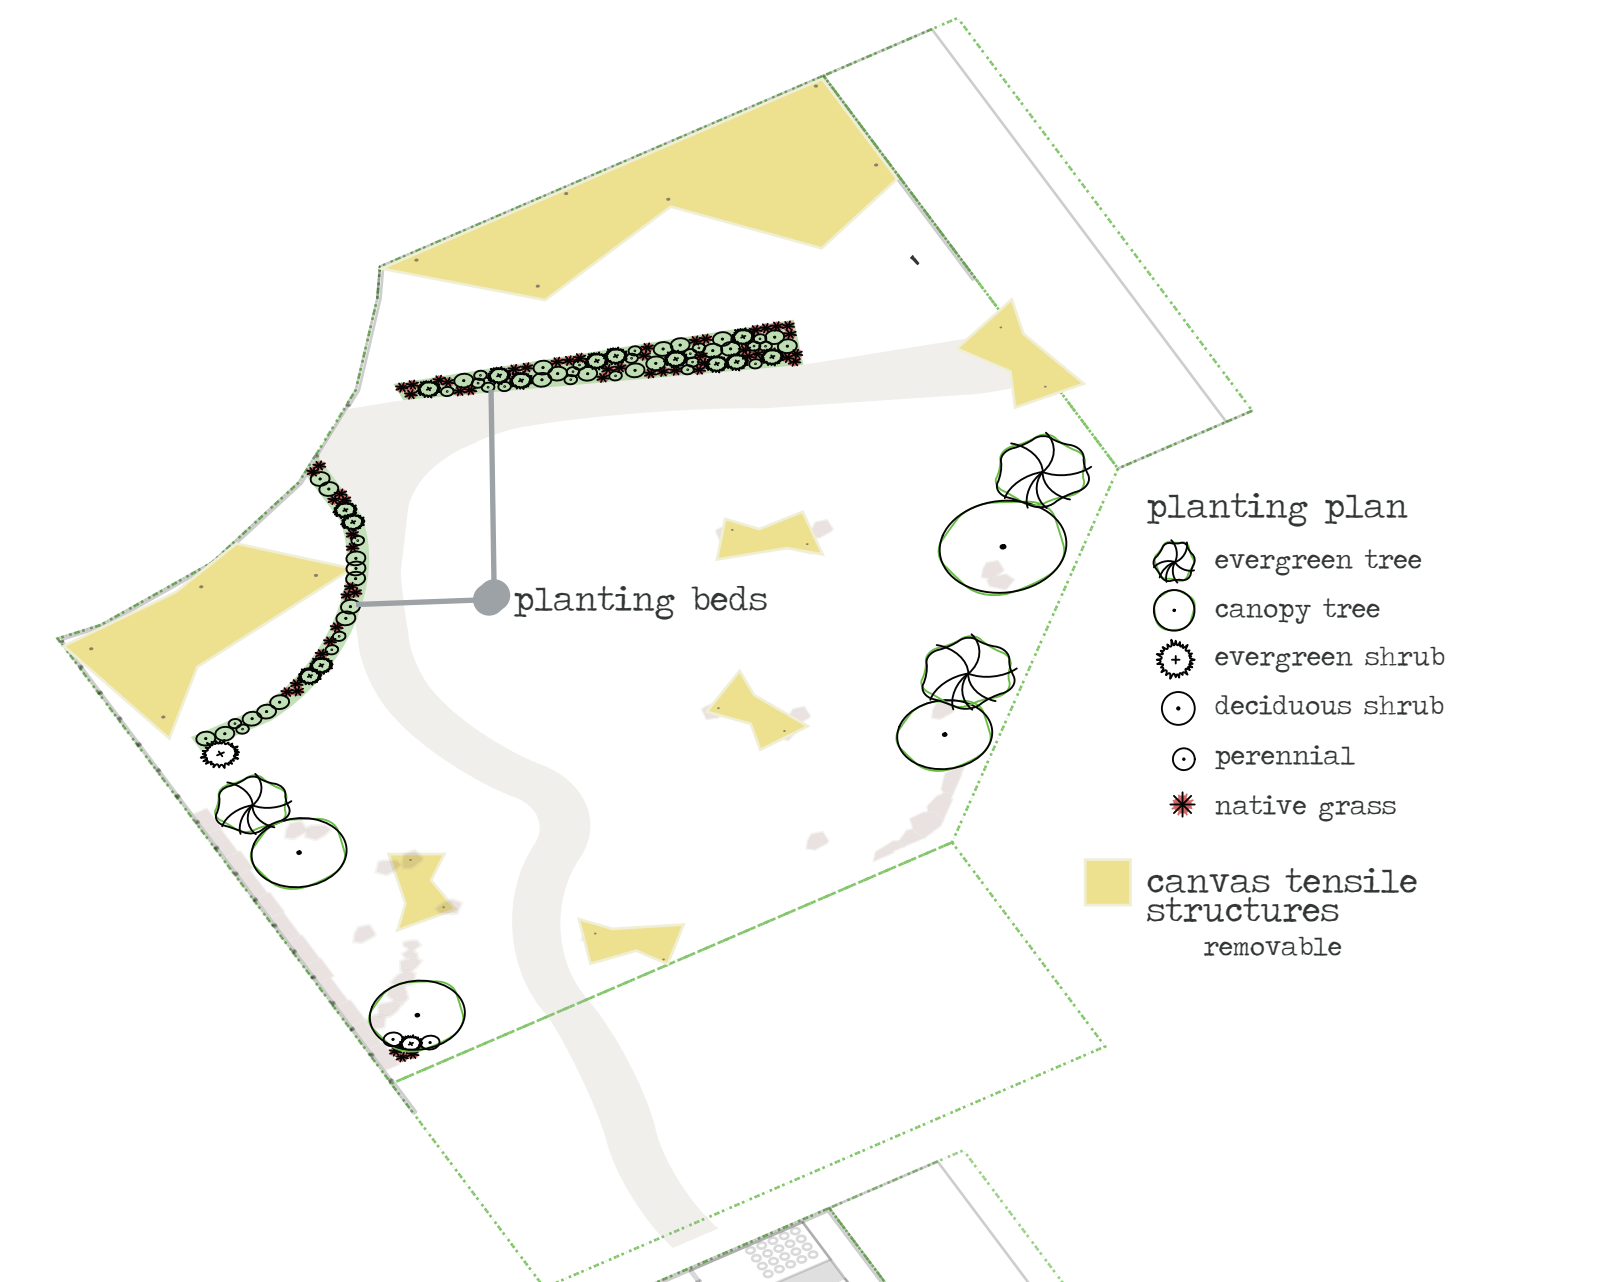 planting beds
planting plan
evergreen tree
canopy tree
evergreen shrub
deciduous shrub
perennial
native grass
canvas tensile
structures
removable